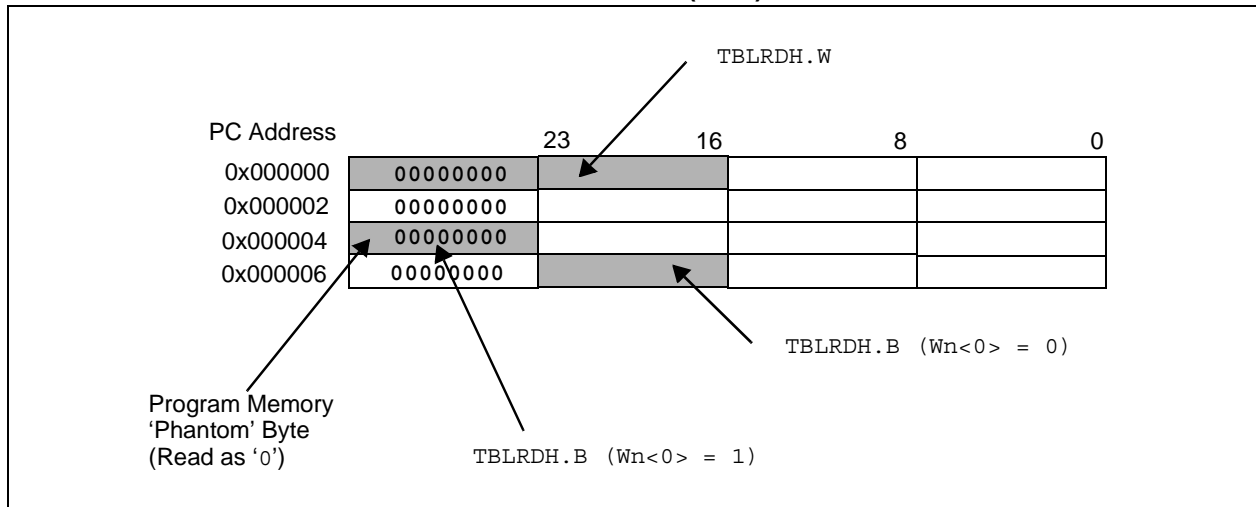 TBLRDH.W
PC Address
23 16 8 0
0x000000 00000000
0x000002 00000000
0x000004 00000000
0x000006 00000000
TBLRDH.B (Wn<0> = 0)
Program Memory
‘Phantom’ Byte
(Read as ‘0’)
TBLRDH.B (Wn<0> = 1)